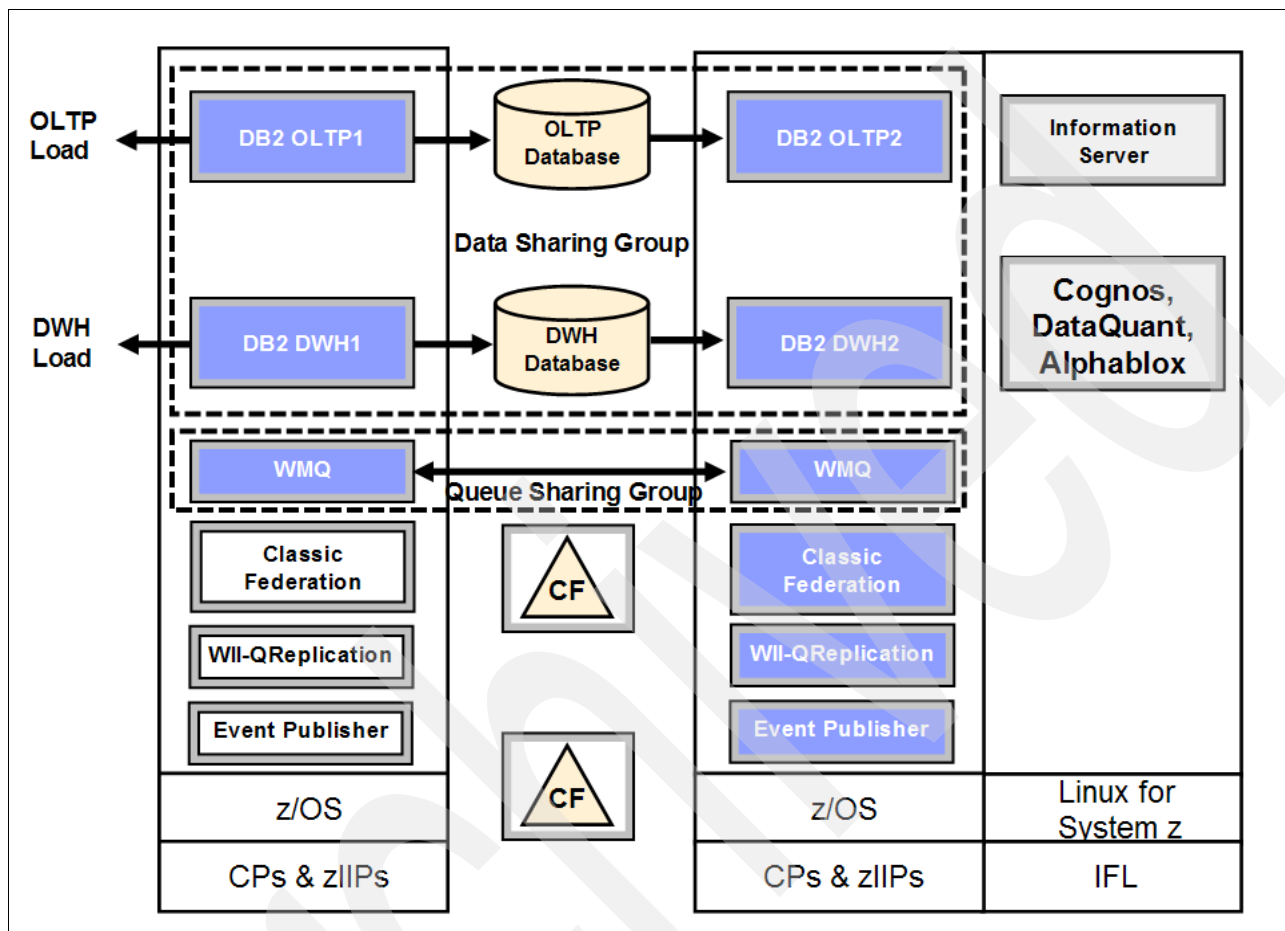 OLTP
Load
DB2 OLTP1
OLTP
Database
DB2 OLTP2
Information
Server
Data Sharing Group
DWH
Load
DB2 DWH1
DWH
Database
DB2 DWH2
Cognos,
DataQuant,
Alphablox
WMQ
WMQ
Queue Sharing Group
Classic
Federation
CF
Classic
Federation
WII-QReplication
WII-QReplication
Event Publisher
CF
Event Publisher
z/OS
z/OS
Linux for
System z
CPs & zIIPs
CPs & zIIPs
IFL